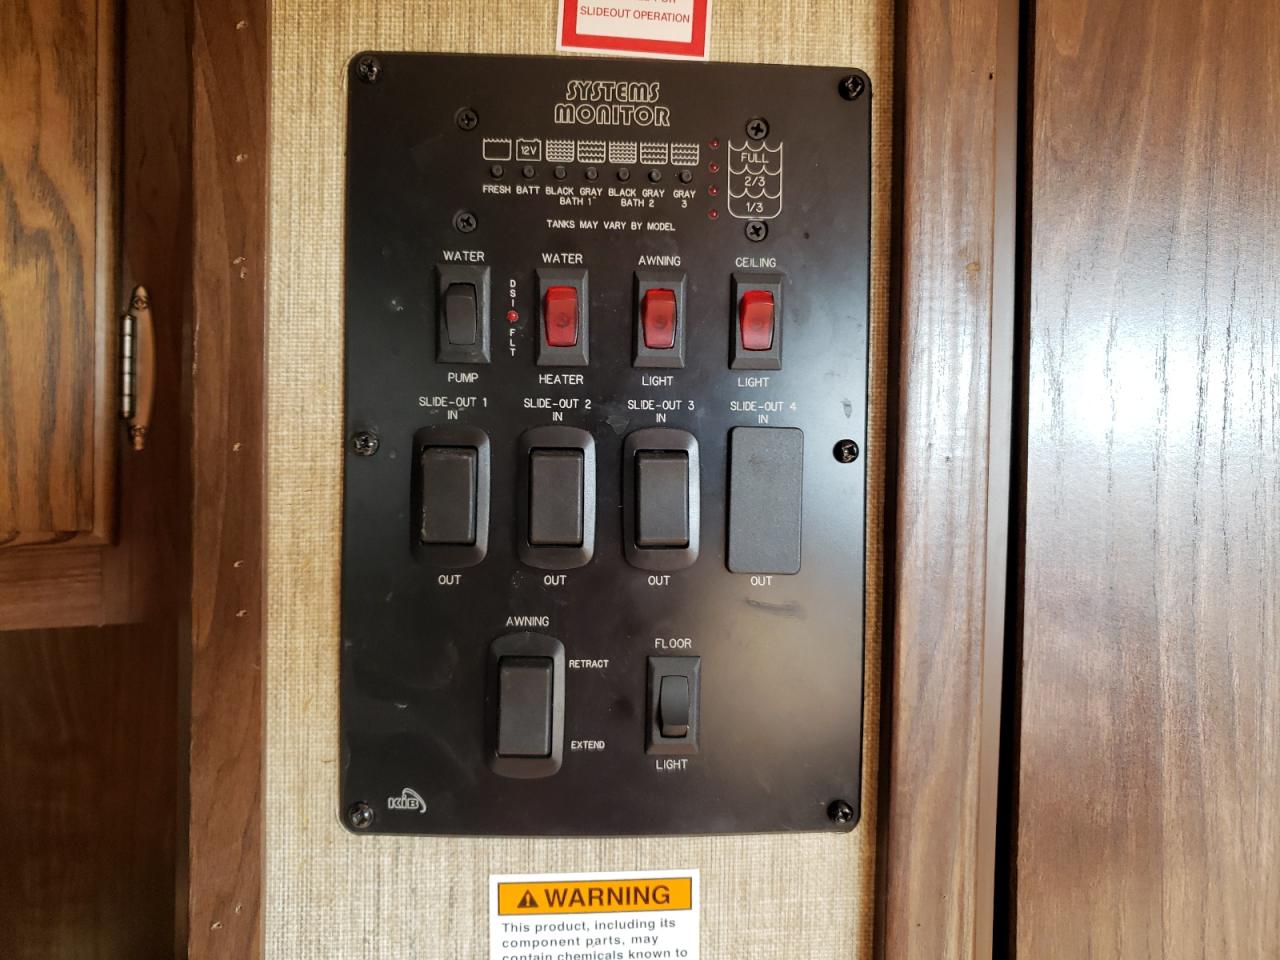 SLIDEOUT OPERATION
SYSTEMS
MONITOR
12V
FULL
2/3
1/3
FRESH BATT BLACK GRAY BLACK GRAY GRAY
BATH 1 BATH 2 3
TANKS MAY VARY BY MODEL
WATER WATER AWNING CEILING
DSI
FLT
PUMP HEATER LIGHT LIGHT
SLIDE-OUT 1 SLIDE-OUT 2 SLIDE-OUT 3 SLIDE-OUT 4
IN IN IN IN
OUT OUT OUT OUT
AWNING
FLOOR
RETRACT
EXTEND
LIGHT
KIB
WARNING
This product, including its
component parts, may
contain chemicals known to